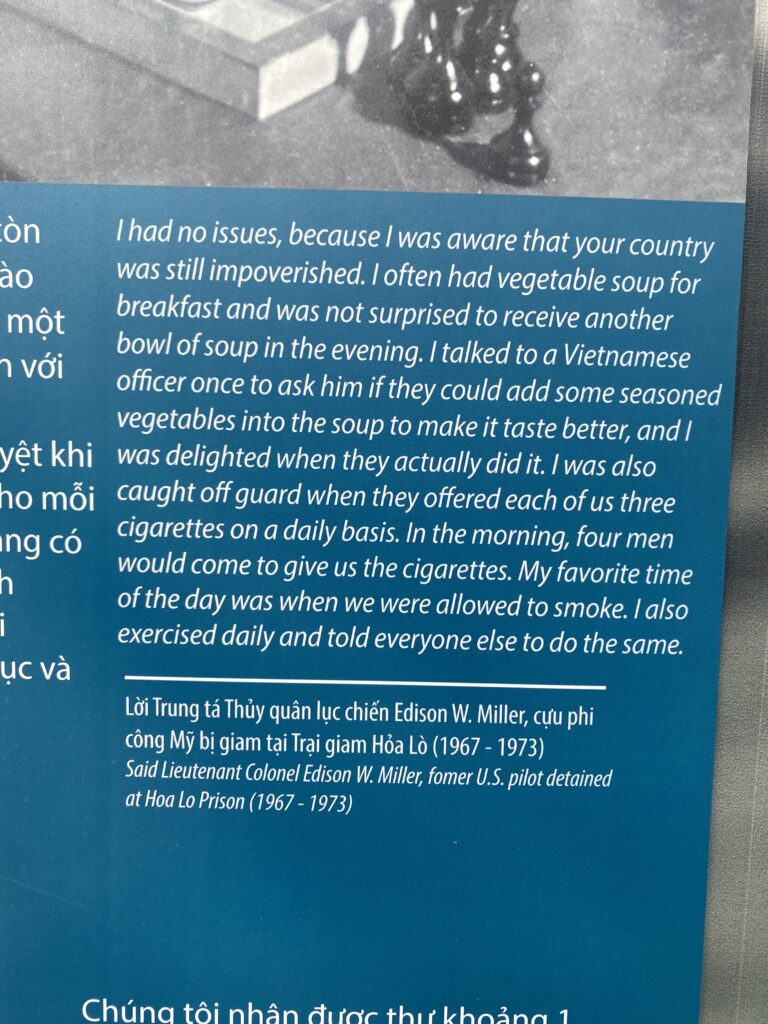 tòn
ào
một
n với
yệt khi
ho mỗi
ang có
h
i
ục và
I had no issues, because I was aware that your country
was still impoverished. I often had vegetable soup for
breakfast and was not surprised to receive another
bowl of soup in the evening. I talked to a Vietnamese
officer once to ask him if they could add some seasoned
vegetables into the soup to make it taste better, and I
was delighted when they actually did it. I was also
caught off guard when they offered each of us three
cigarettes on a daily basis. In the morning, four men
would come to give us the cigarettes. My favorite time
of the day was when we were allowed to smoke. I also
exercised daily and told everyone else to do the same.
Lời Trung tá Thủy quân lục chiến Edison W. Miller, cựu phi
công Mỹ bị giam tại Trại giam Hỏa Lò (1967 - 1973)
Said Lieutenant Colonel Edison W. Miller, fomer U.S. pilot detained
at Hoa Lo Prison (1967 - 1973)
Chúng tôi nhận được thư khoảng 1